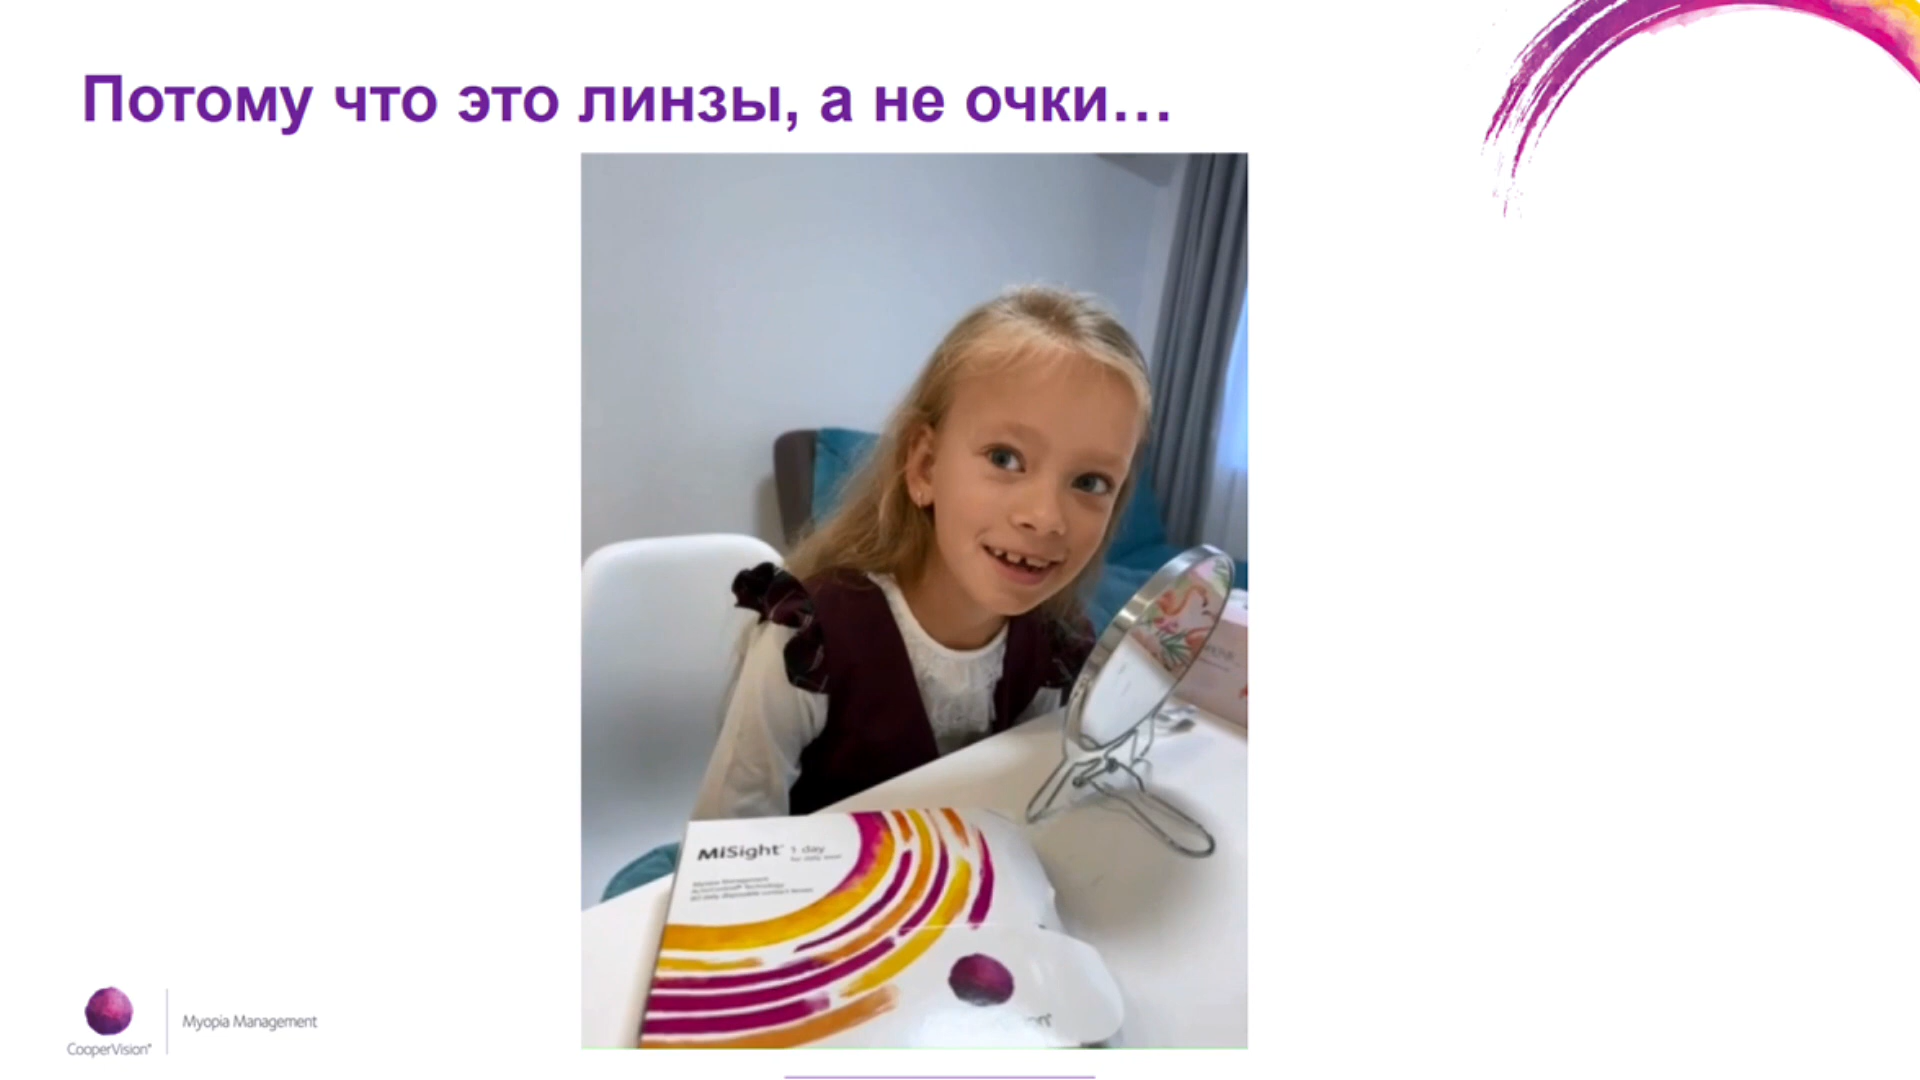 Потому что это линзы, а не очки…
MiSight® 1 day
Myopia Management
CooperVision®